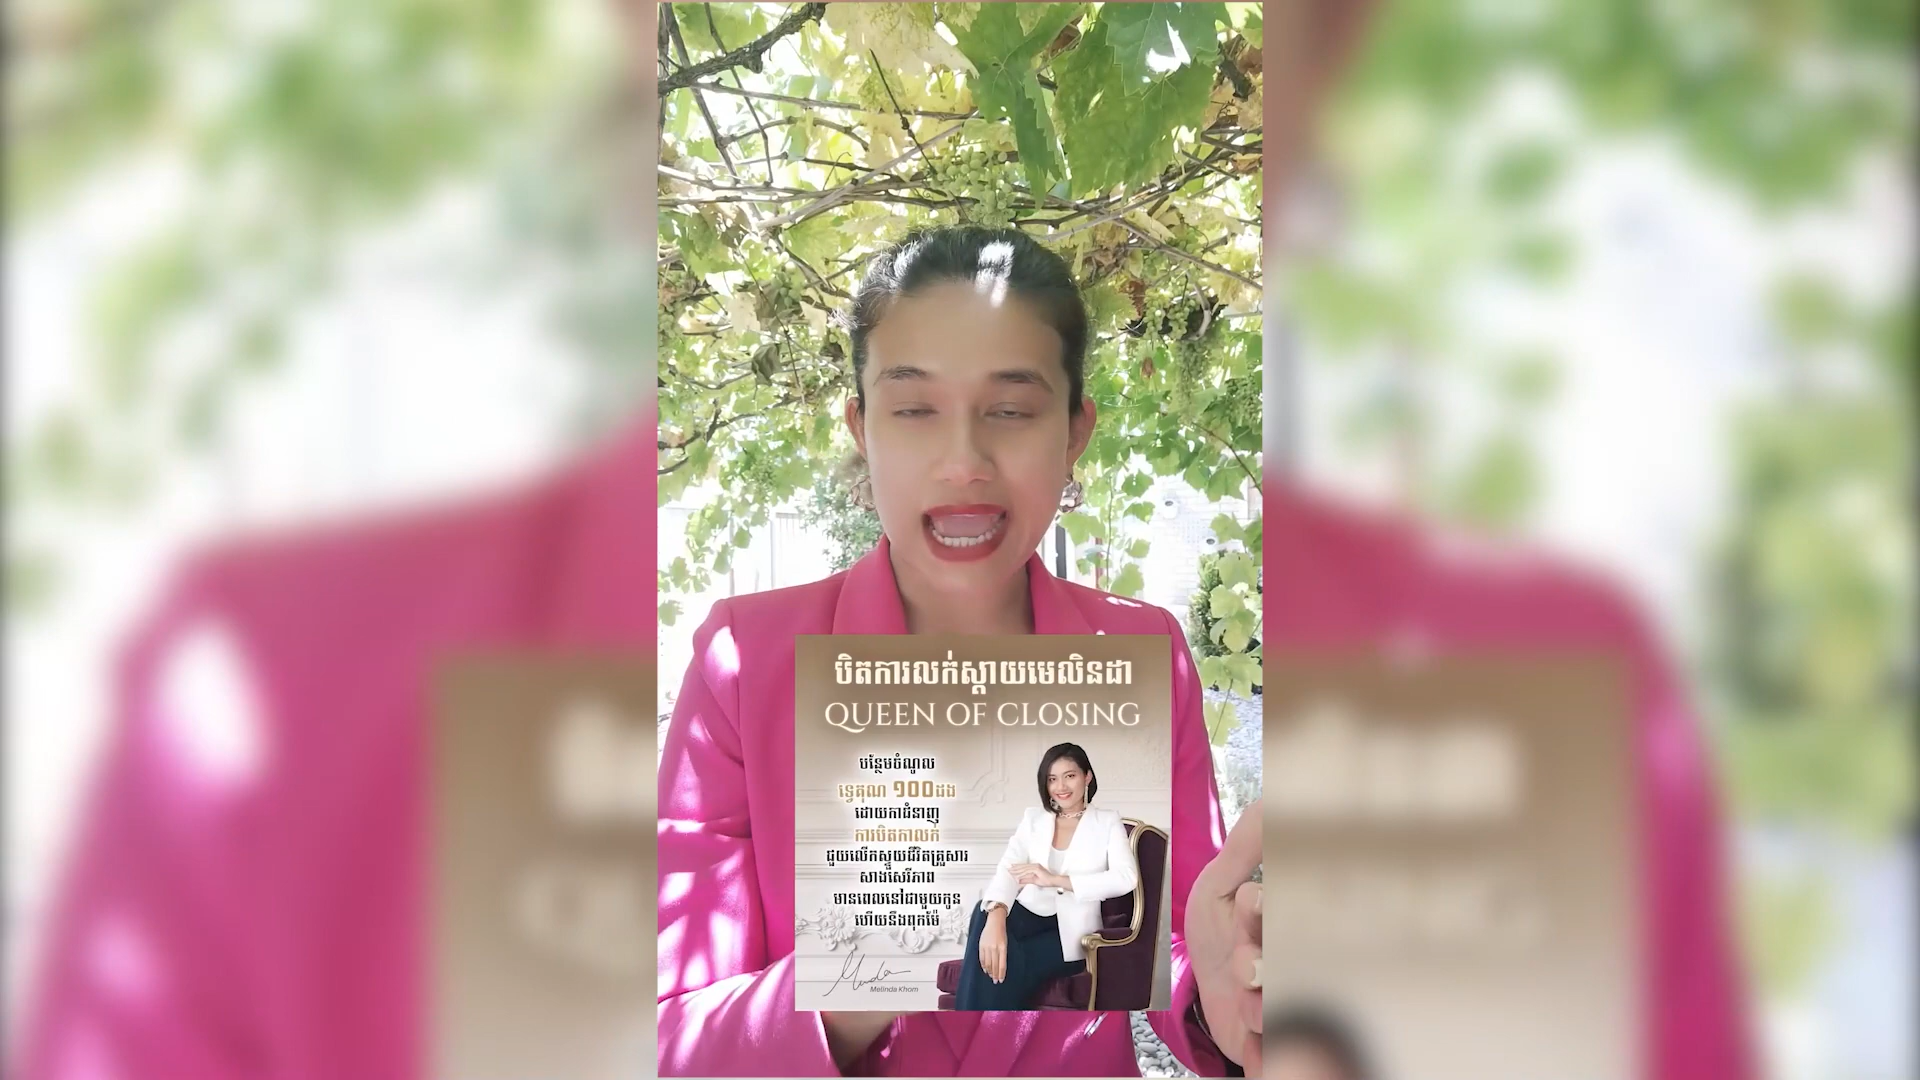 បិតការលក់ស្តាយមេលិនដា
QUEEN OF CLOSING
បន្ថែមចំណូល
ទ្វេគុណ ១០០ដង
ដោយកាជំនាញ
ការបិតកាលក់
ជួយលើកស្ទួយជីវិតគ្រួសារ
សាងសេរីភាព
មានពេលនៅជាមួយកូន
ហើយនឹងពុកម៉ែ
Melinda Khom